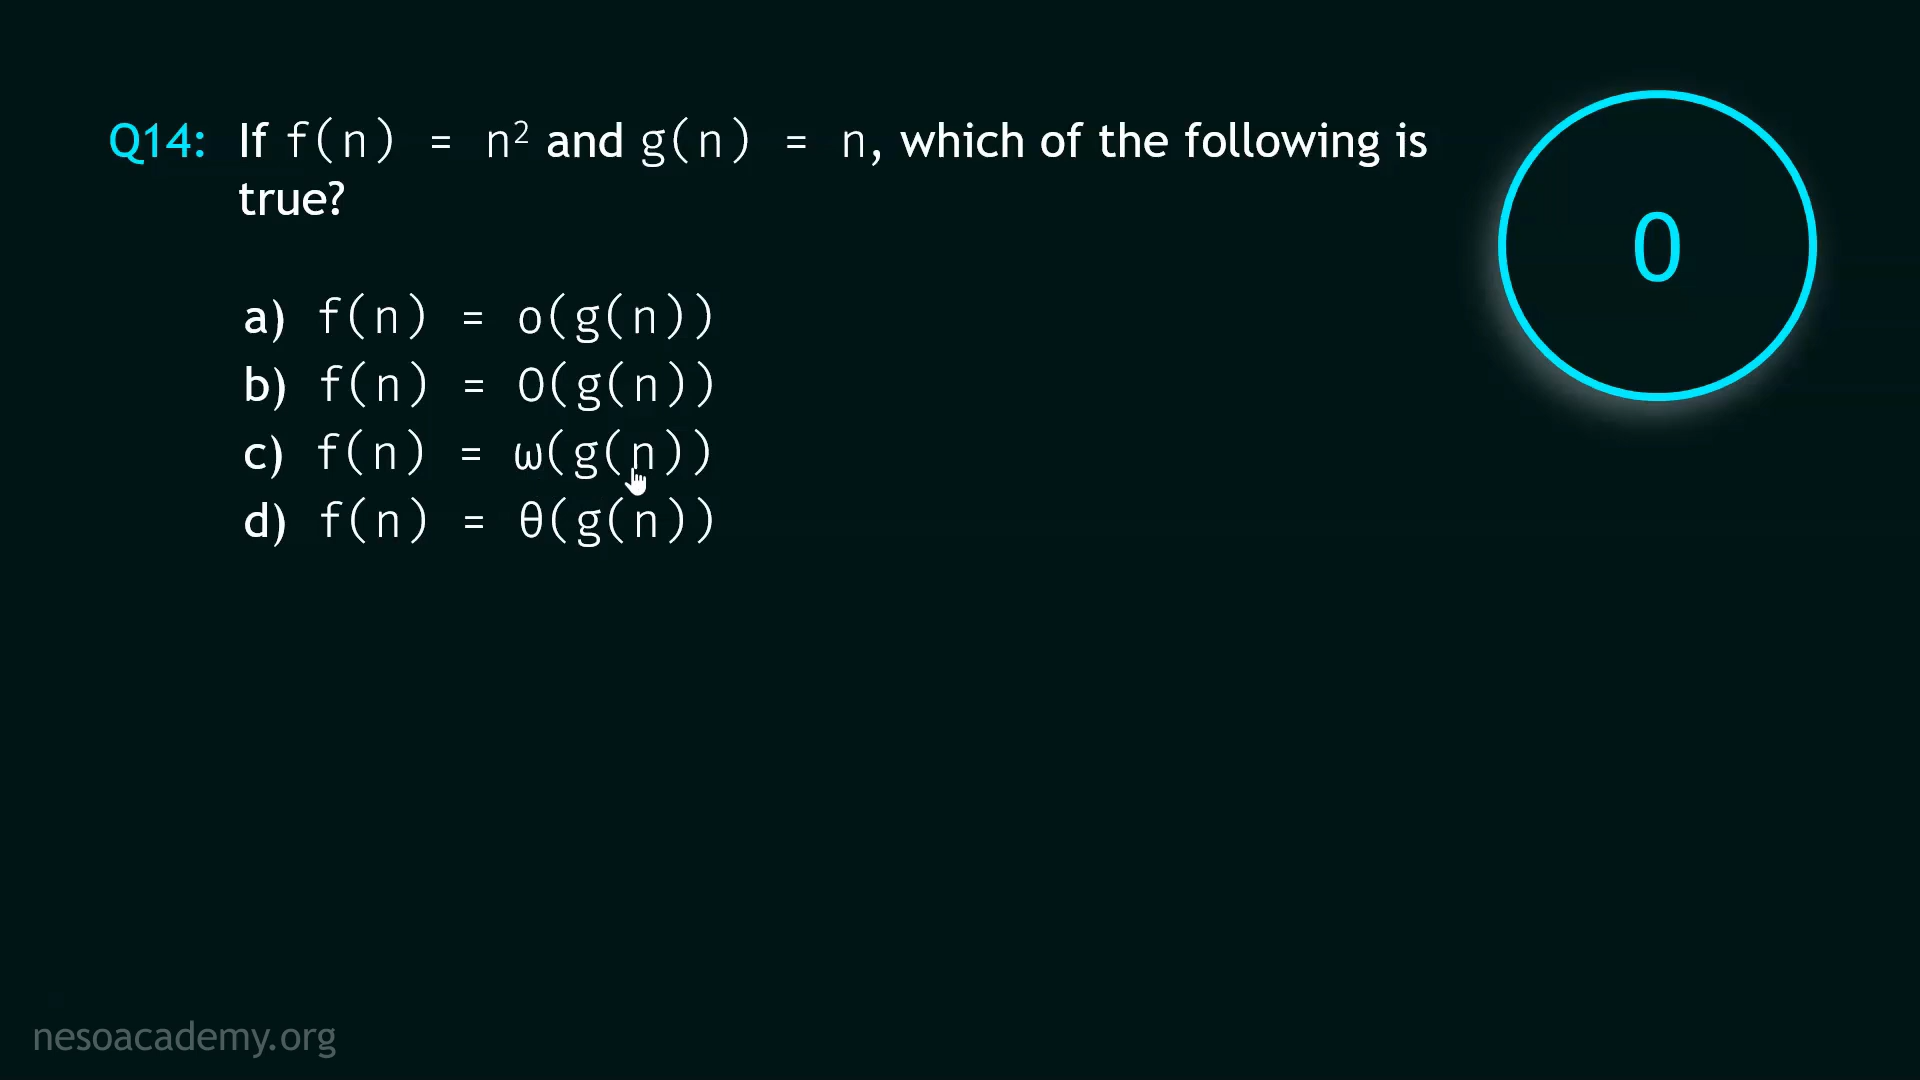 Q14: If f(n) = n² and g(n) = n, which of the following is
true?
0
a) f(n) = o(g(n))
b) f(n) = O(g(n))
c) f(n) = ω(g(n))
d) f(n) = θ(g(n))
nesoacademy.org